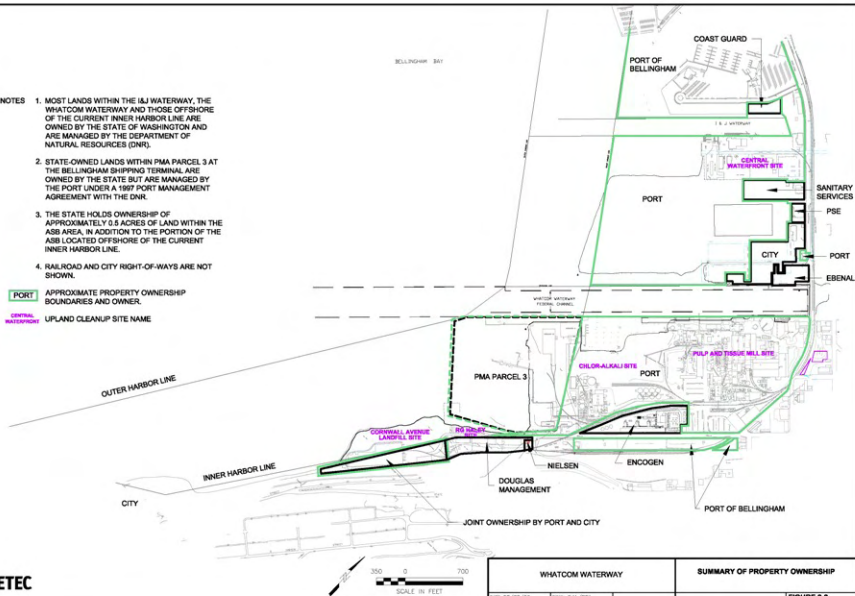 BELLINGHAM BAY
COAST GUARD
PORT OF
BELLINGHAM
NOTES 1. MOST LANDS WITHIN THE I&J WATERWAY, THE
WHATCOM WATERWAY AND THOSE OFFSHORE
OF THE CURRENT INNER HARBOR LINE ARE
OWNED BY THE STATE OF WASHINGTON AND
ARE MANAGED BY THE DEPARTMENT OF
NATURAL RESOURCES (DNR).
2. STATE-OWNED LANDS WITHIN PMA PARCEL 3 AT
THE BELLINGHAM SHIPPING TERMINAL ARE
OWNED BY THE STATE BUT ARE MANAGED BY
THE PORT UNDER A 1997 PORT MANAGEMENT
AGREEMENT WITH THE DNR.
3. THE STATE HOLDS OWNERSHIP OF
APPROXIMATELY 0.5 ACRES OF LAND WITHIN THE
ASB AREA, IN ADDITION TO THE PORTION OF THE
ASB LOCATED OFFSHORE OF THE CURRENT
INNER HARBOR LINE.
4. RAILROAD AND CITY RIGHT-OF-WAYS ARE NOT
SHOWN.
PORT APPROXIMATE PROPERTY OWNERSHIP
BOUNDARIES AND OWNER.
CENTRAL
WATERFRONT UPLAND CLEANUP SITE NAME
I & J WATERWAY
CENTRAL
WATERFRONT SITE
SANITARY
SERVICES
PORT
PSE
CITY
PORT
EBENAL
WHATCOM WATERWAY
FEDERAL CHANNEL
OUTER HARBOR LINE
PMA PARCEL 3
CHLOR-ALKALI SITE
PORT
PULP AND TISSUE MILL SITE
CORNWALL AVENUE
LANDFILL SITE
RG HALEY
SITE
INNER HARBOR LINE
NIELSEN
ENCOGEN
DOUGLAS
MANAGEMENT
CITY
PORT OF BELLINGHAM
JOINT OWNERSHIP BY PORT AND CITY
ETEC
350 0 700
SCALE IN FEET
WHATCOM WATERWAY
SUMMARY OF PROPERTY OWNERSHIP